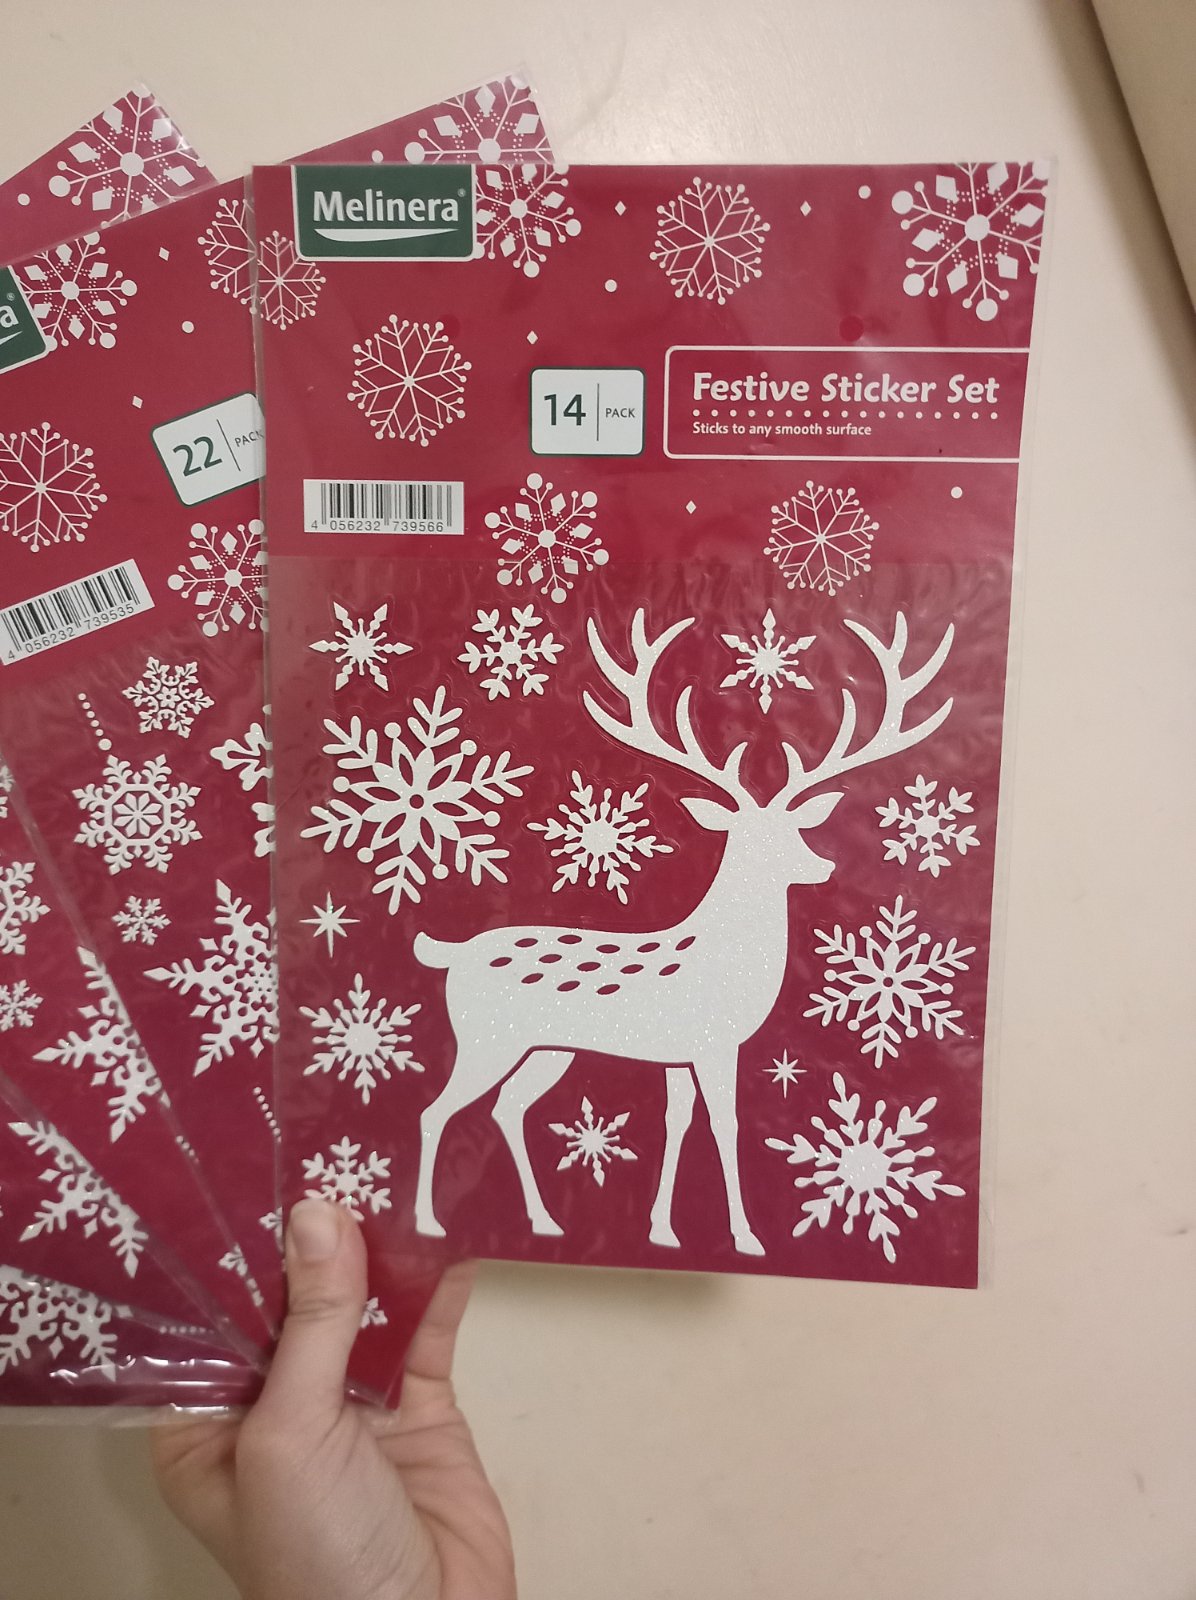 Melinera®
14 PACK
Festive Sticker Set
Sticks to any smooth surface
4 056232 739566
a®
22 PACK
4 056232 739535